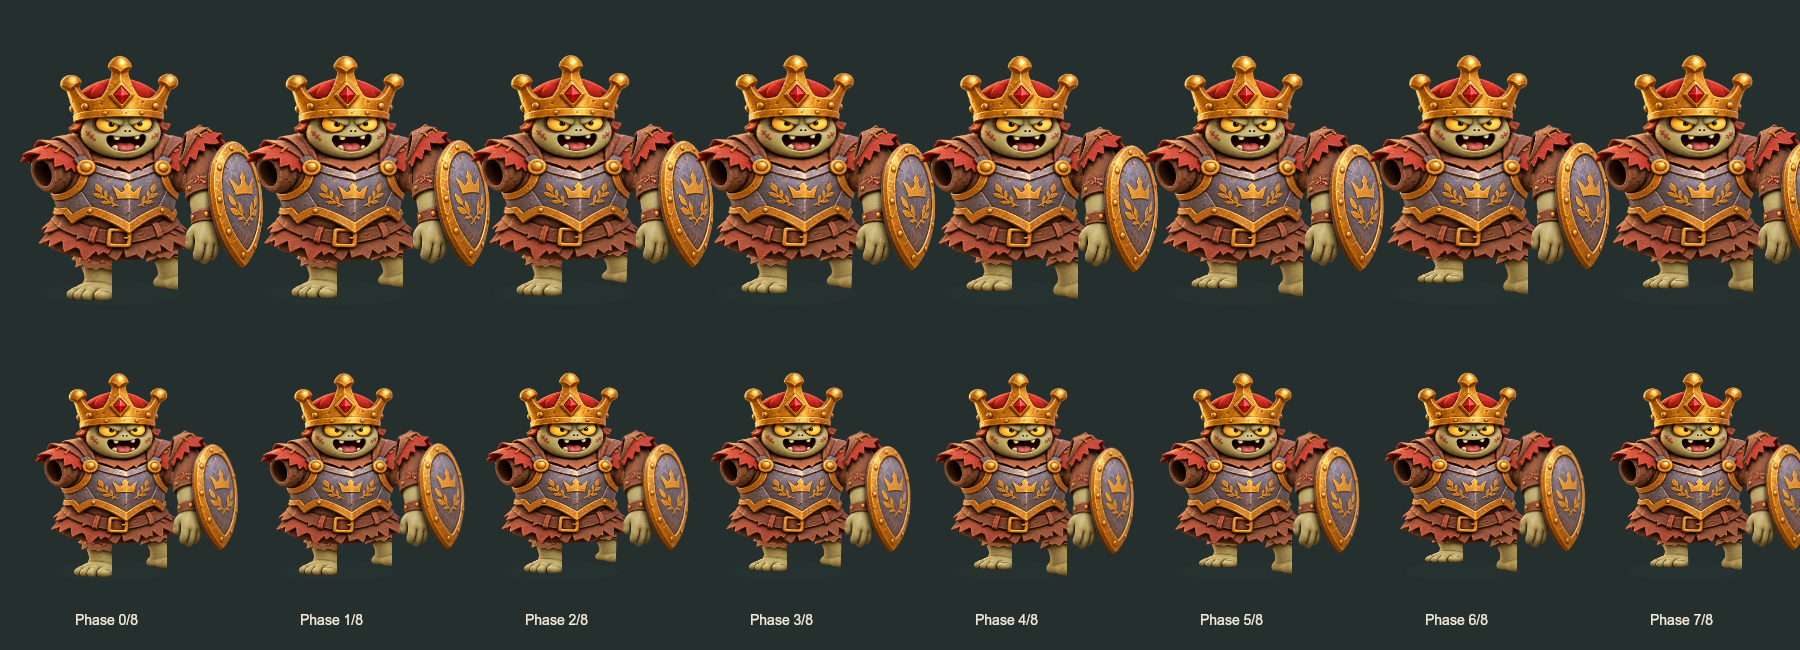 Phase 0/8
Phase 1/8
Phase 2/8
Phase 3/8
Phase 4/8
Phase 5/8
Phase 6/8
Phase 7/8